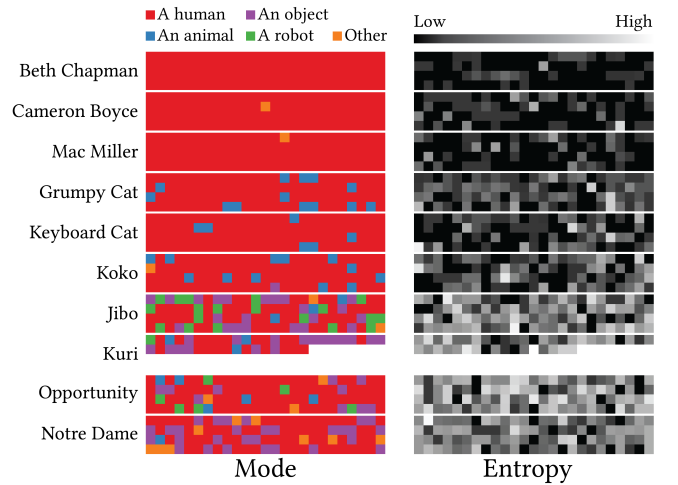 A human An object
An animal A robot Other
Low High
Beth Chapman
Cameron Boyce
Mac Miller
Grumpy Cat
Keyboard Cat
Koko
Jibo
Kuri
Opportunity
Notre Dame
Mode Entropy